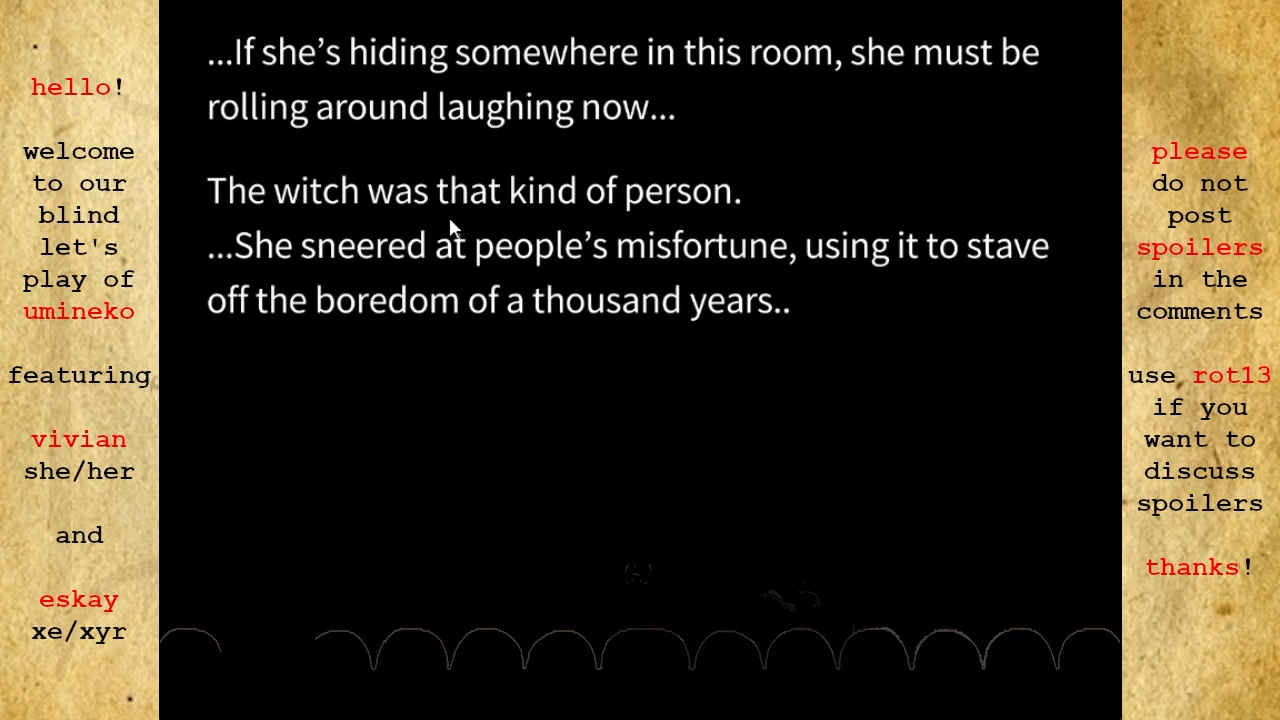 hello!
welcome
to our
blind
let's
play of
umineko
featuring
vivian
she/her
and
eskay
xe/xyr
...If she’s hiding somewhere in this room, she must be
rolling around laughing now...
The witch was that kind of person.
...She sneered at people’s misfortune, using it to stave
off the boredom of a thousand years..
please
do not
post
spoilers
in the
comments
use rot13
if you
want to
discuss
spoilers
thanks!